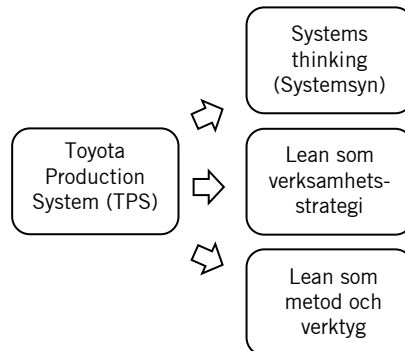 Systems
thinking
(Systemsyn)
Toyota
Production
System (TPS)
Lean som
verksamhets-
strategi
Lean som
metod och
verktyg